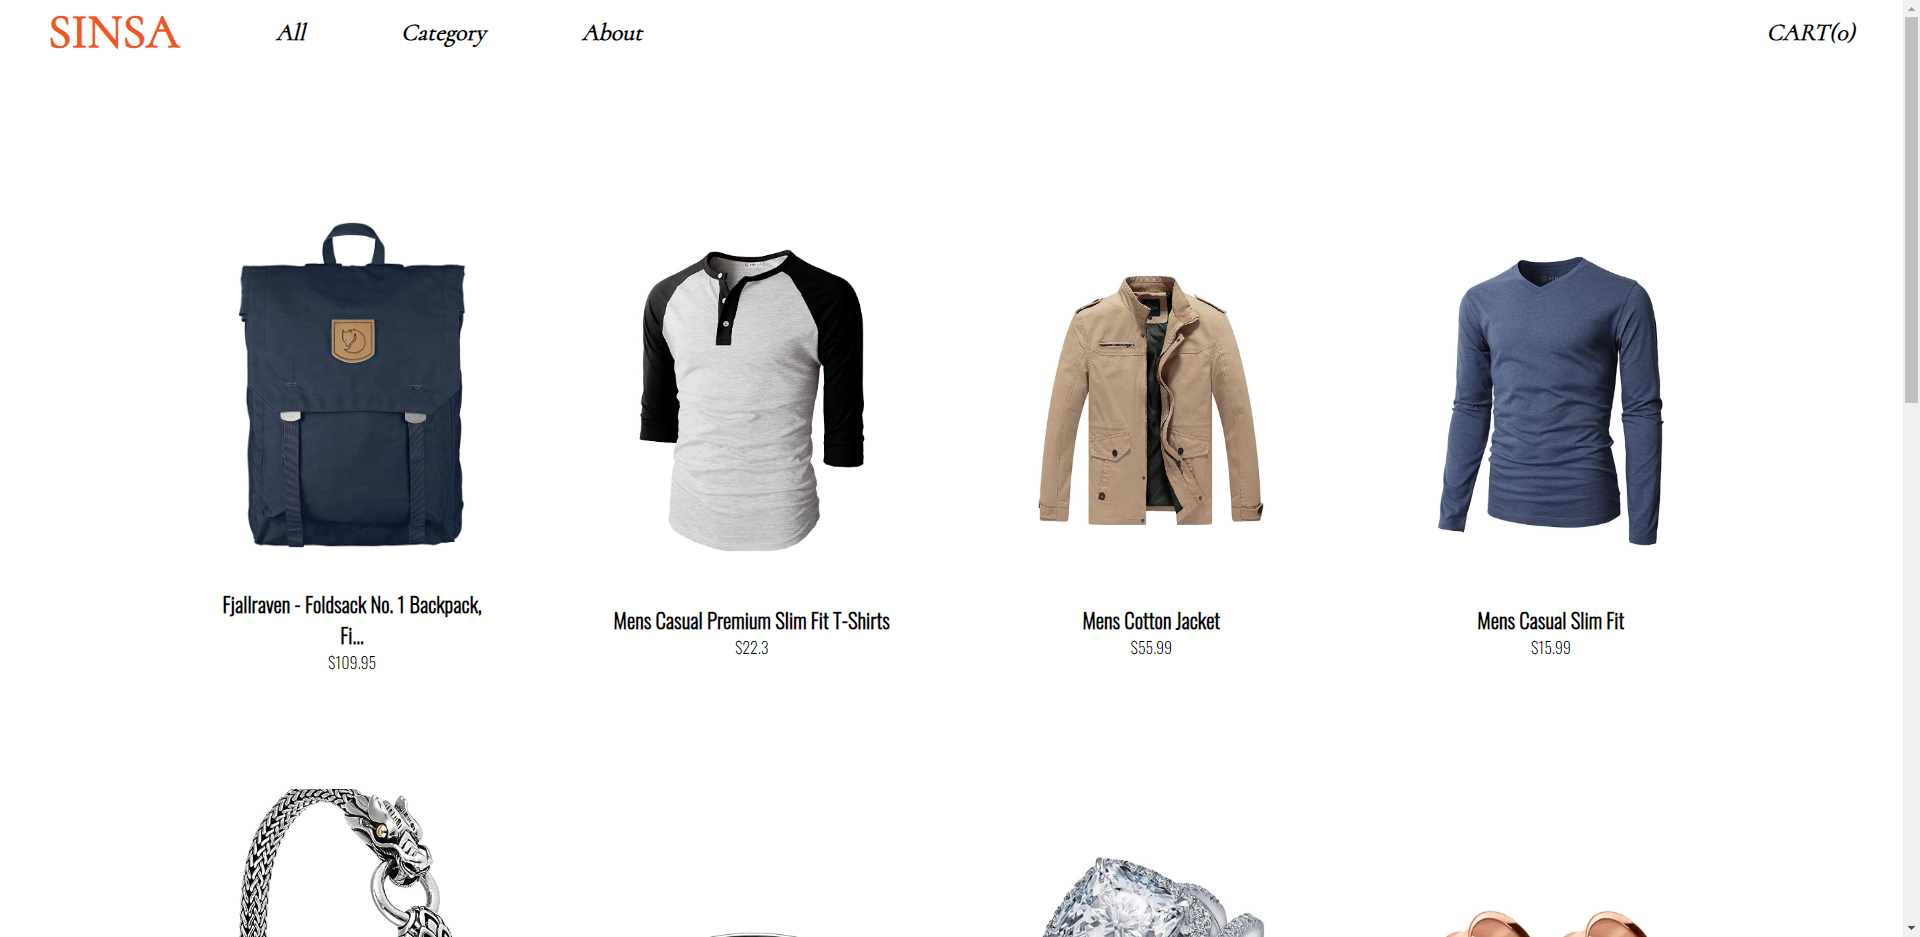 SINSA All Category About CART(0)
Fjallraven - Foldsack No. 1 Backpack,
Fi...
$109.95
Mens Casual Premium Slim Fit T-Shirts
$22.3
Mens Cotton Jacket
$55.99
Mens Casual Slim Fit
$15.99